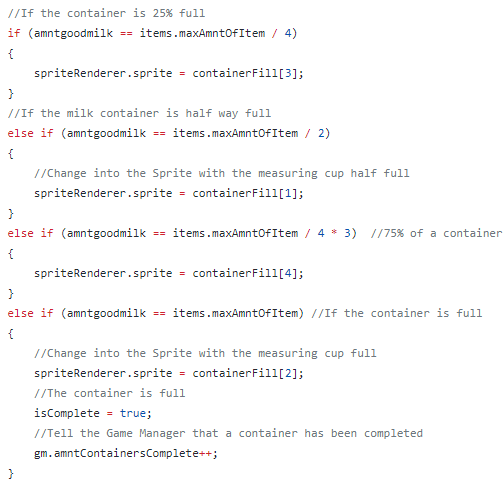 //If the container is 25% full
if (amntgoodmilk == items.maxAmntOfItem / 4)
{
    spriteRenderer.sprite = containerFill[3];
}
//If the milk container is half way full
else if (amntgoodmilk == items.maxAmntOfItem / 2)
{
    //Change into the Sprite with the measuring cup half full
    spriteRenderer.sprite = containerFill[1];
}
else if (amntgoodmilk == items.maxAmntOfItem / 4 * 3)  //75% of a container
{
    spriteRenderer.sprite = containerFill[4];
}
else if (amntgoodmilk == items.maxAmntOfItem) //If the container is full
{
    //Change into the Sprite with the measuring cup full
    spriteRenderer.sprite = containerFill[2];
    //The container is full
    isComplete = true;
    //Tell the Game Manager that a container has been completed
    gm.amntContainersComplete++;
}